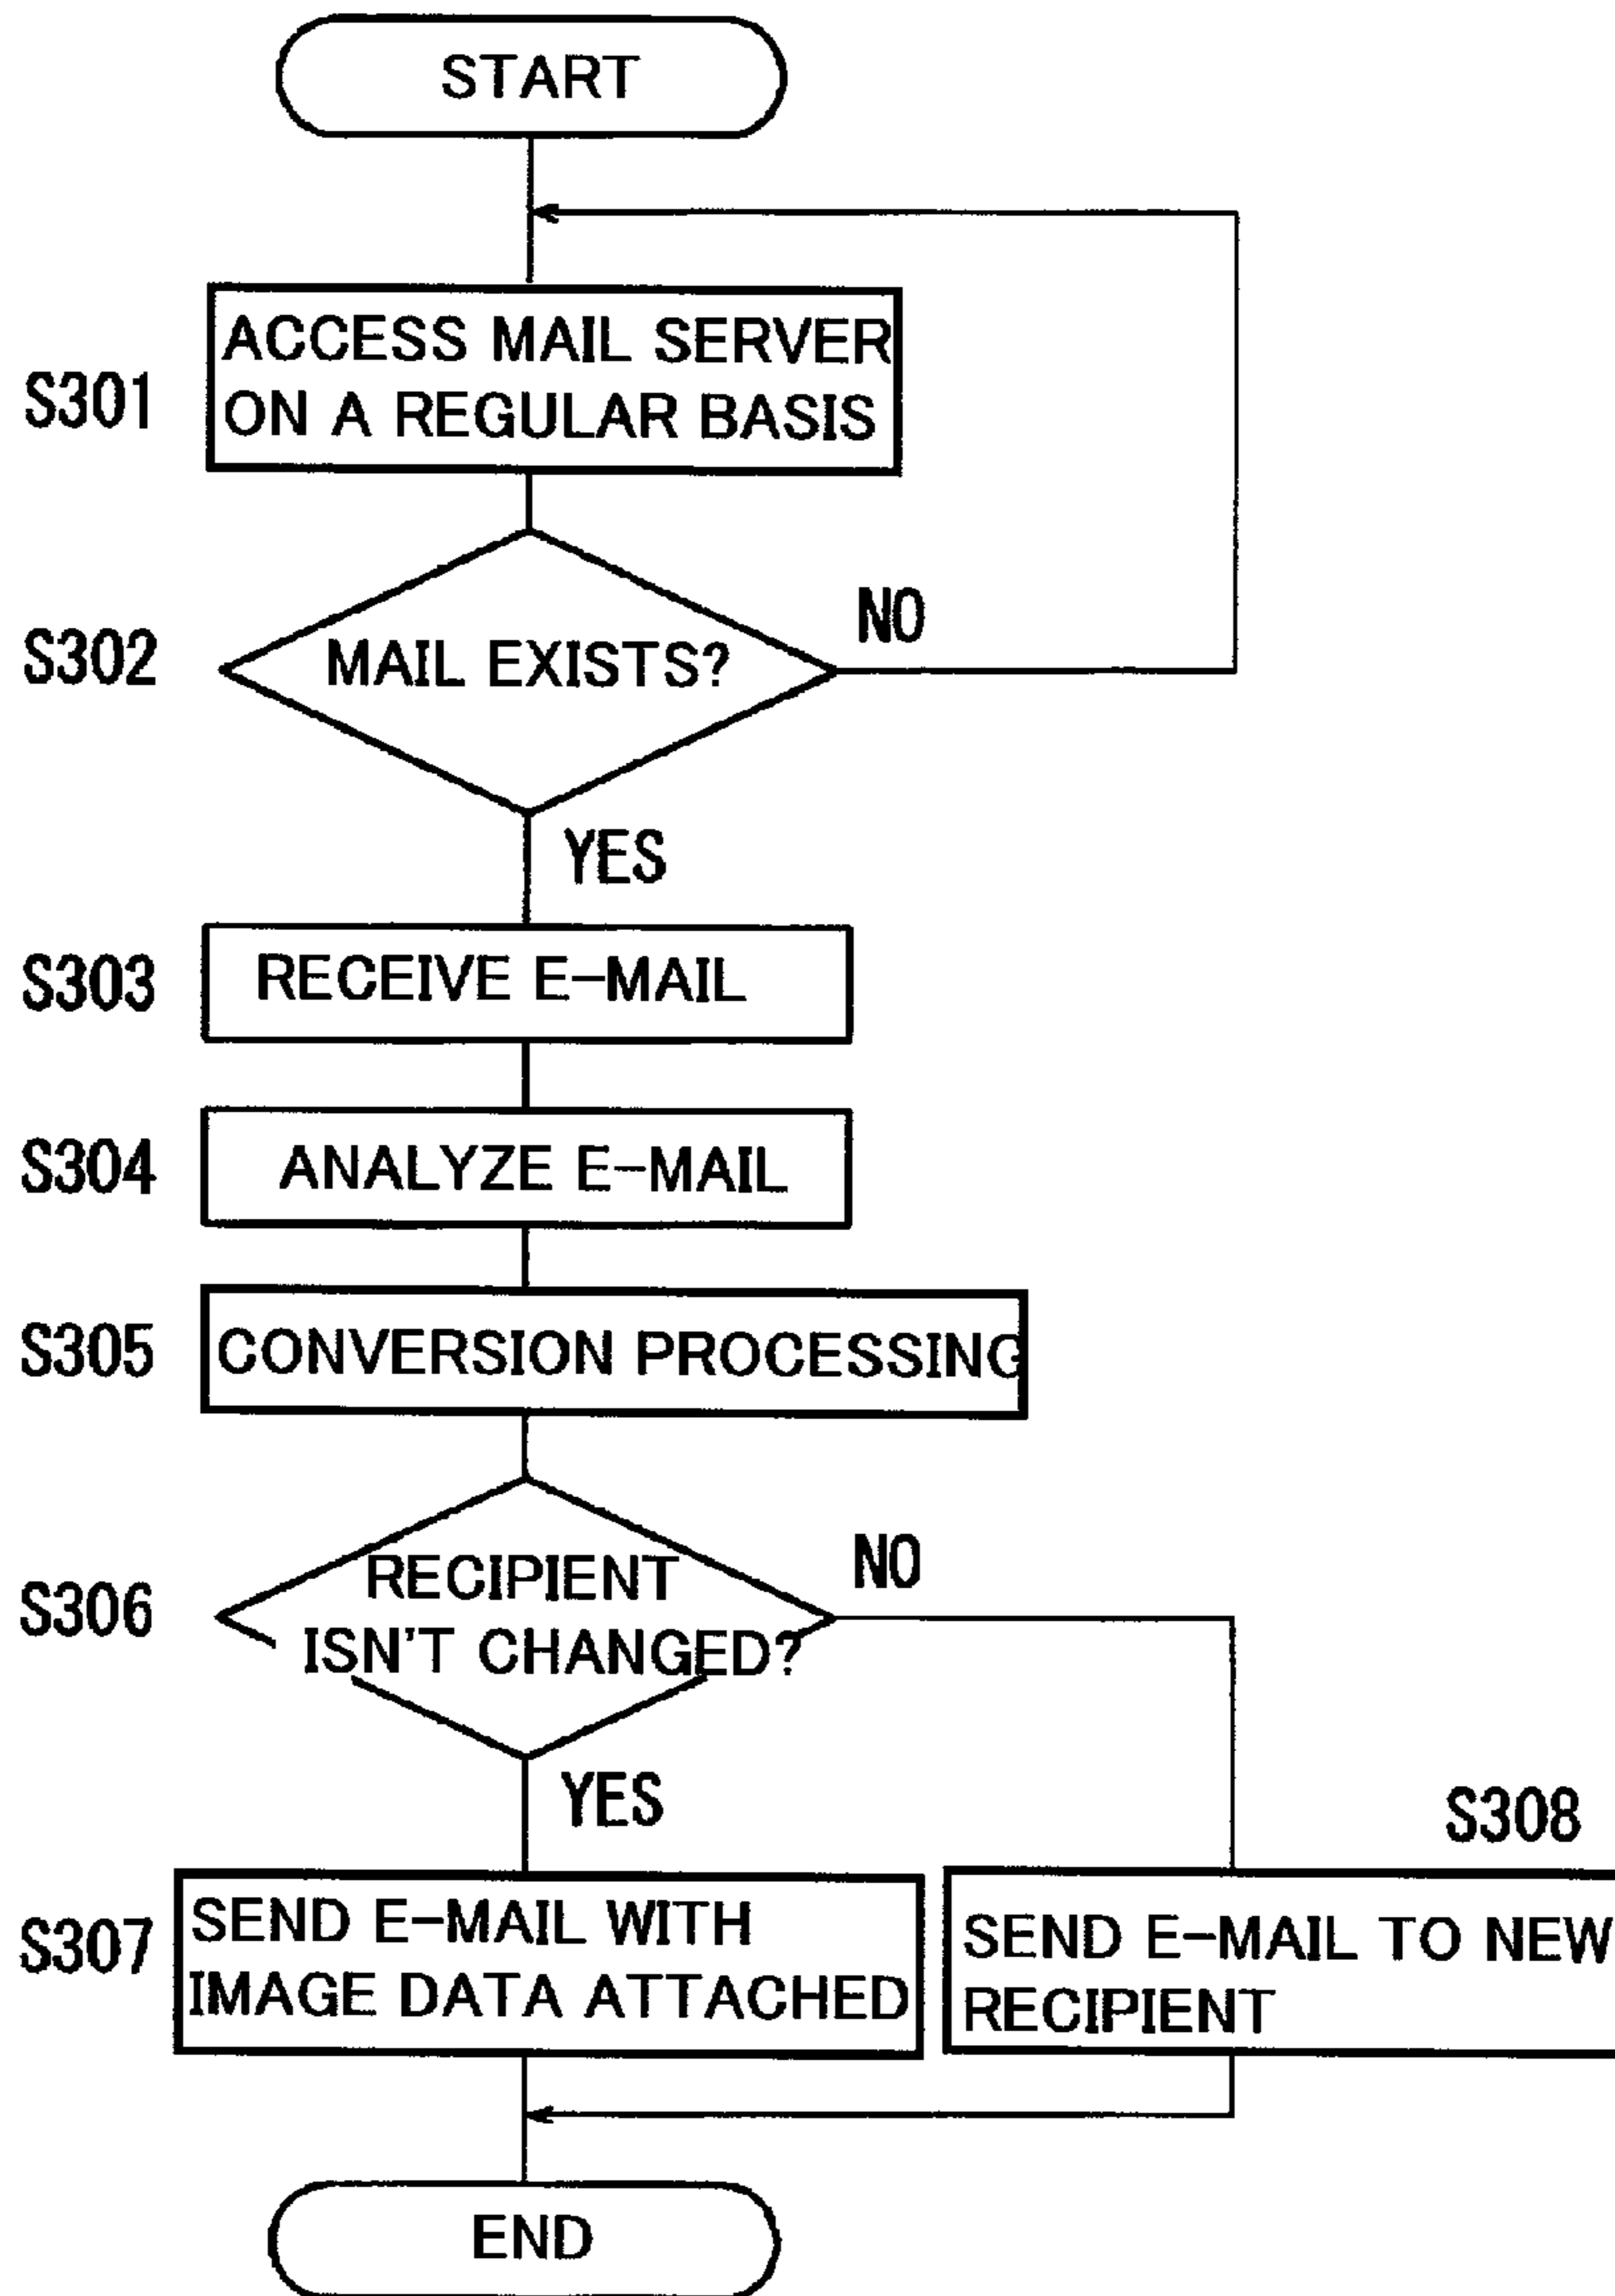 START
S301
ACCESS MAIL SERVER
ON A REGULAR BASIS
S302
MAIL EXISTS?
NO
YES
S303
RECEIVE E-MAIL
S304
ANALYZE E-MAIL
S305
CONVERSION PROCESSING
S306
RECIPIENT
ISN'T CHANGED?
NO
YES
S307
SEND E-MAIL WITH
IMAGE DATA ATTACHED
S308
SEND E-MAIL TO NEW
RECIPIENT
END